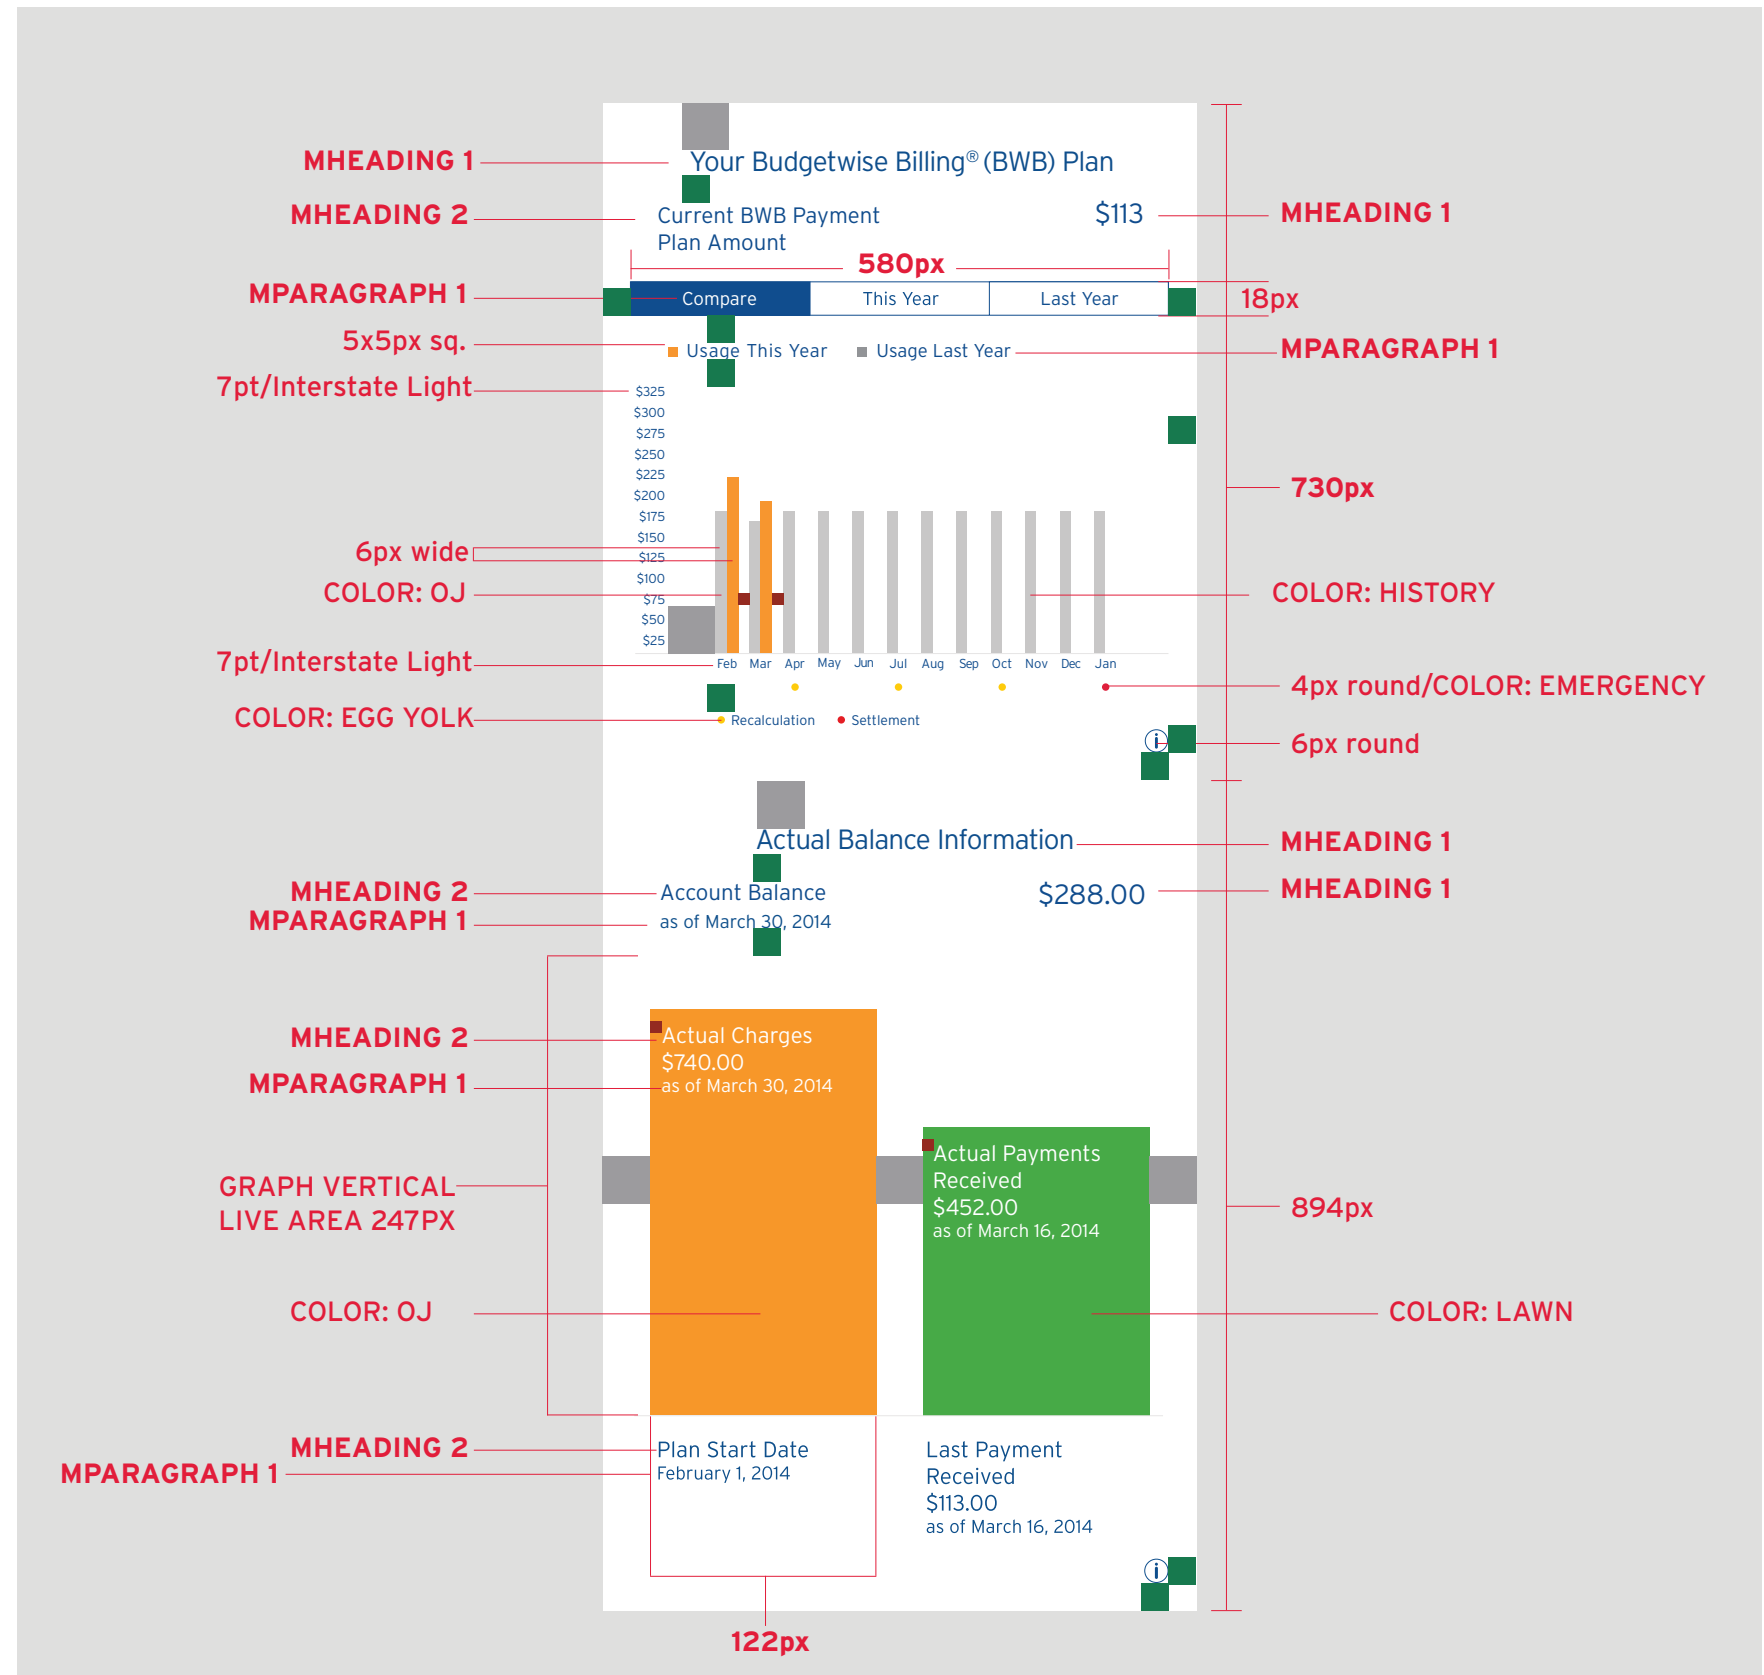 MHEADING 1
Your Budgetwise Billing® (BWB) Plan
MHEADING 2
Current BWB Payment
Plan Amount
$113
MHEADING 1
580px
MPARAGRAPH 1
Compare
This Year
Last Year
18px
5x5px sq.
Usage This Year
Usage Last Year
MPARAGRAPH 1
7pt/Interstate Light
$325
$300
$275
$250
$225
$200
$175
$150
$125
$100
$75
$50
$25
730px
6px wide
COLOR: OJ
COLOR: HISTORY
7pt/Interstate Light
Feb Mar Apr May Jun Jul Aug Sep Oct Nov Dec Jan
4px round/COLOR: EMERGENCY
COLOR: EGG YOLK
Recalculation
Settlement
i
6px round
Actual Balance Information
MHEADING 1
MHEADING 2
Account Balance
$288.00
MHEADING 1
MPARAGRAPH 1
as of March 30, 2014
MHEADING 2
Actual Charges
$740.00
MPARAGRAPH 1
as of March 30, 2014
Actual Payments
Received
$452.00
as of March 16, 2014
GRAPH VERTICAL
LIVE AREA 247PX
894px
COLOR: OJ
COLOR: LAWN
MHEADING 2
Plan Start Date
MPARAGRAPH 1
February 1, 2014
Last Payment
Received
$113.00
as of March 16, 2014
i
122px